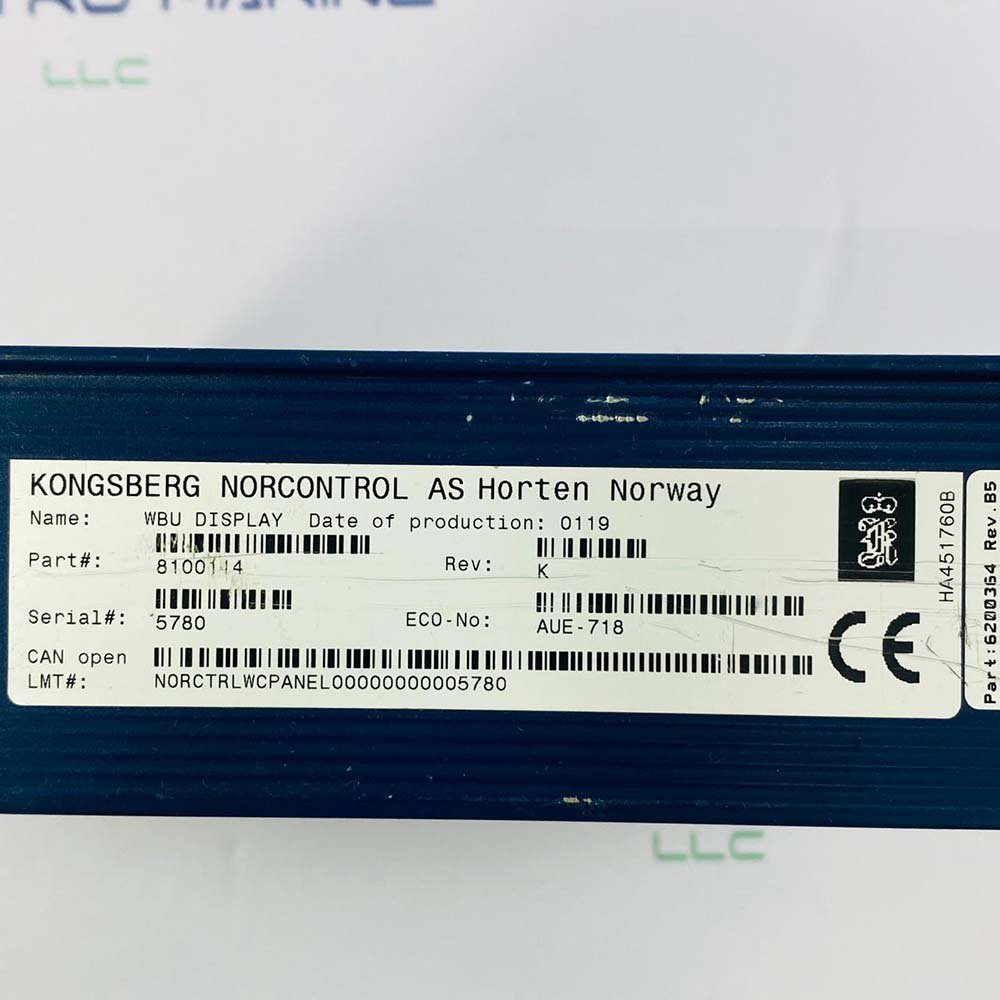 LLC
KONGSBERG NORCONTROL AS Horten Norway
Name: WBU DISPLAY Date of production: 0119
Part#: 8100114 Rev: K
Serial#: 5780 ECO-No: AUE-718
CAN open
LMT#: NORCTRLWCPANEL00000000005780
HA451760B
Part:6200364 Rev.B5
LLC